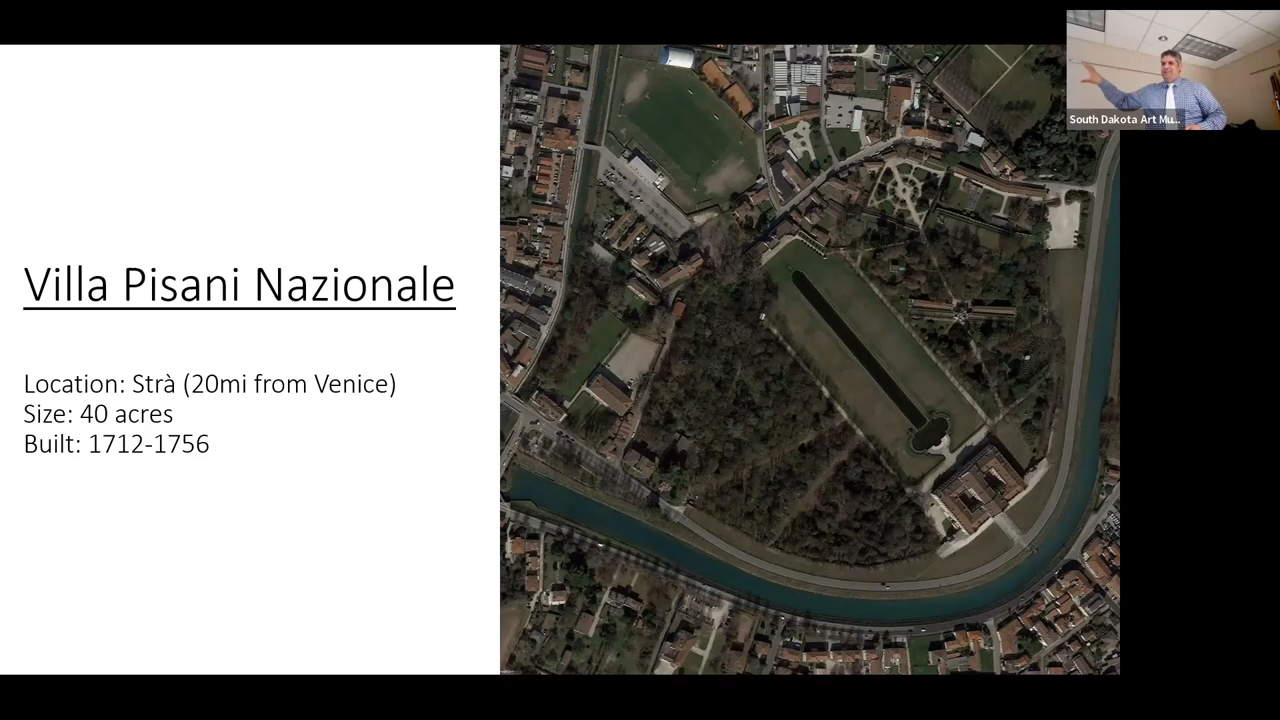 Villa Pisani Nazionale
Location: Strà (20mi from Venice)
Size: 40 acres
Built: 1712-1756
South Dakota Art Mu...